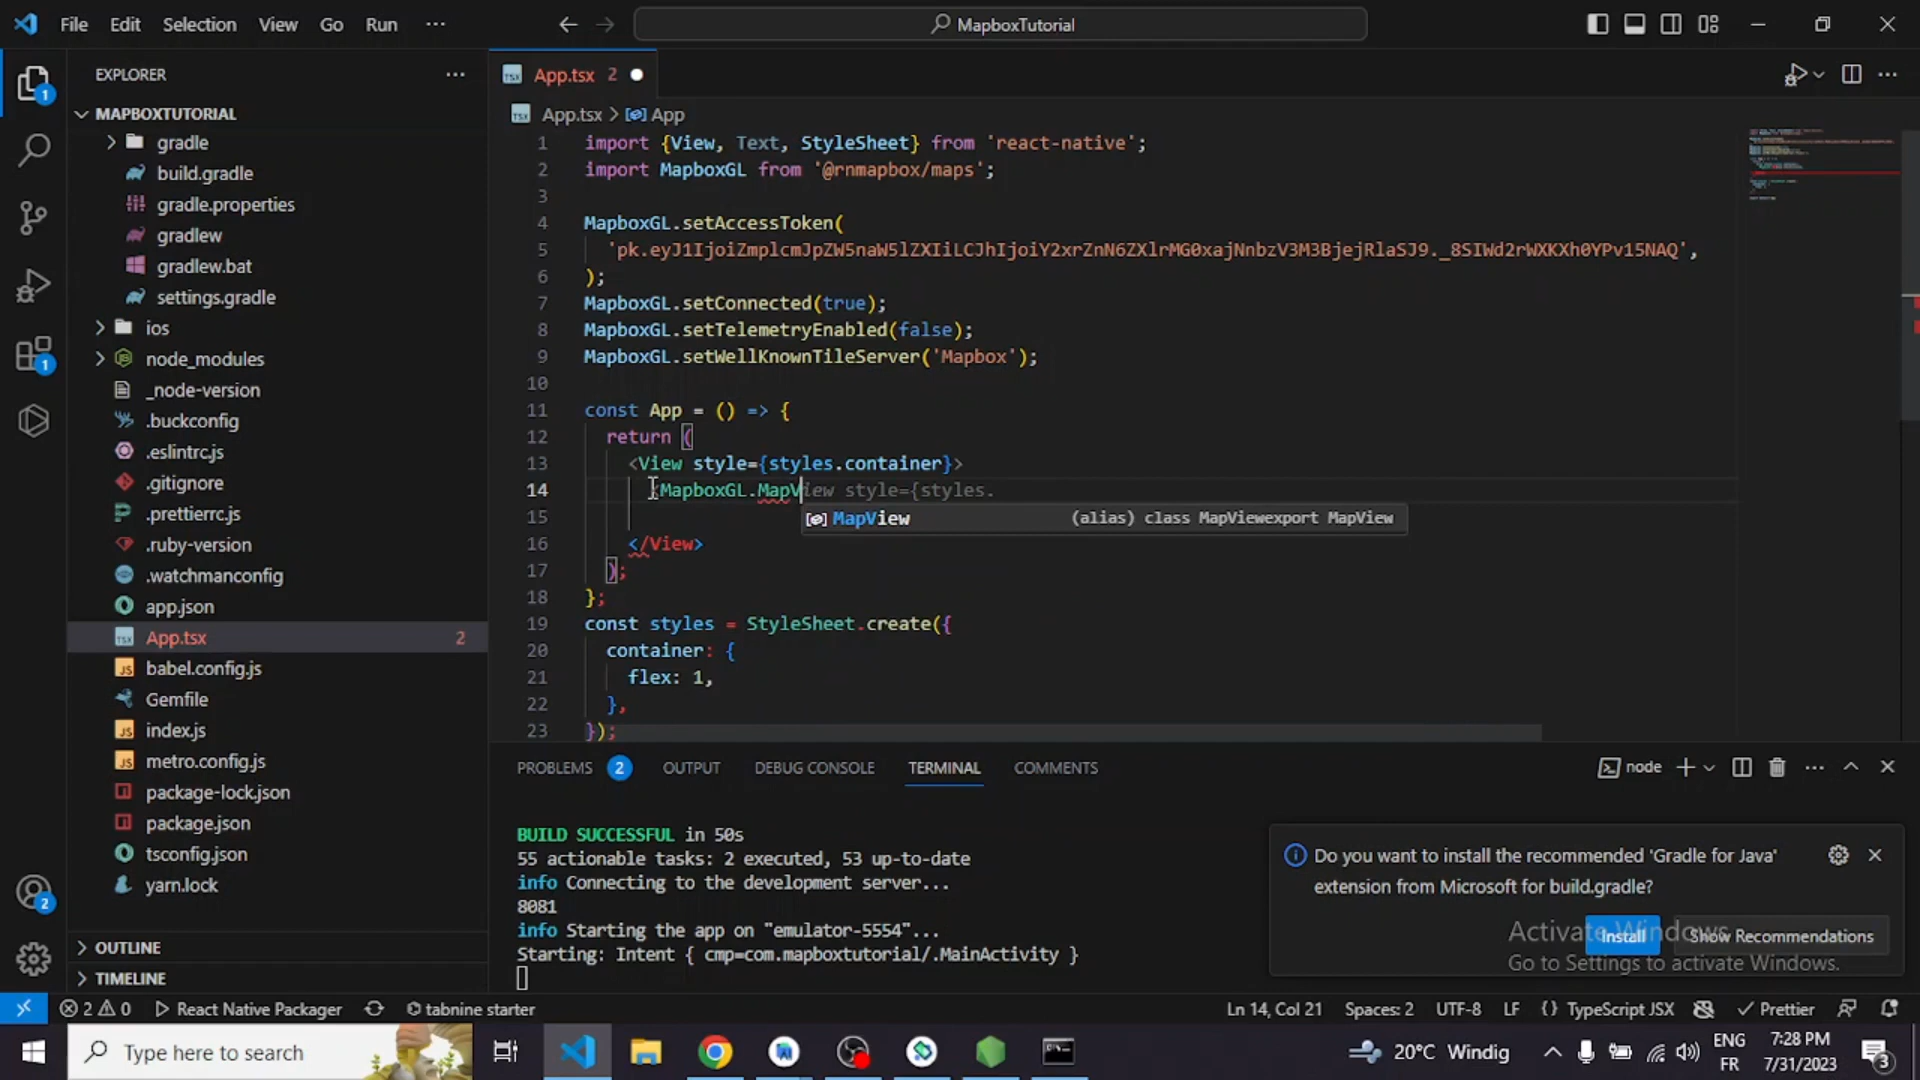 File Edit Selection View Go Run ···
MapboxTutorial
EXPLORER
MAPBOXTUTORIAL
gradle
build.gradle
gradle.properties
gradlew
gradlew.bat
settings.gradle
ios
node_modules
_node-version
.buckconfig
.eslintrc.js
.gitignore
.prettierrc.js
.ruby-version
.watchmanconfig
app.json
App.tsx 2
babel.config.js
Gemfile
index.js
metro.config.js
package-lock.json
package.json
tsconfig.json
yarn.lock
OUTLINE
TIMELINE
1
1
2
App.tsx 2
App.tsx > App
1 import {View, Text, StyleSheet} from 'react-native';
2 import MapboxGL from '@rnmapbox/maps';
3
4 MapboxGL.setAccessToken(
5 'pk.eyJ1IjoiZmplcmJpZW5naW5lZXIiLCJhIjoiY2xrZnN6ZXlrMG0xajNnbzV3M3BjejRlaSJ9._8SIWd2rWXKXh0YPv15NAQ',
6 );
7 MapboxGL.setConnected(true);
8 MapboxGL.setTelemetryEnabled(false);
9 MapboxGL.setWellKnownTileServer('Mapbox');
10
11 const App = () => {
12 return (
13 <View style={styles.container}>
14 <MapboxGL.MapView style={styles.
MapView (alias) class MapViewexport MapView
15
16 </View>
17 );
18 };
19 const styles = StyleSheet.create({
20 container: {
21 flex: 1,
22 },
23 });
PROBLEMS 2 OUTPUT DEBUG CONSOLE TERMINAL COMMENTS
node
BUILD SUCCESSFUL in 50s
55 actionable tasks: 2 executed, 53 up-to-date
info Connecting to the development server...
8081
info Starting the app on "emulator-5554"...
Starting: Intent { cmp=com.mapboxtutorial/.MainActivity }
Do you want to install the recommended 'Gradle for Java'
extension from Microsoft for build.gradle?
Install Show Recommendations
Activate Windows
Go to Settings to activate Windows.
2 0 React Native Packager tabnine starter
Ln 14, Col 21 Spaces: 2 UTF-8 LF {} TypeScript JSX Prettier
Type here to search
20°C Windig
ENG
FR
7:28 PM
7/31/2023
3